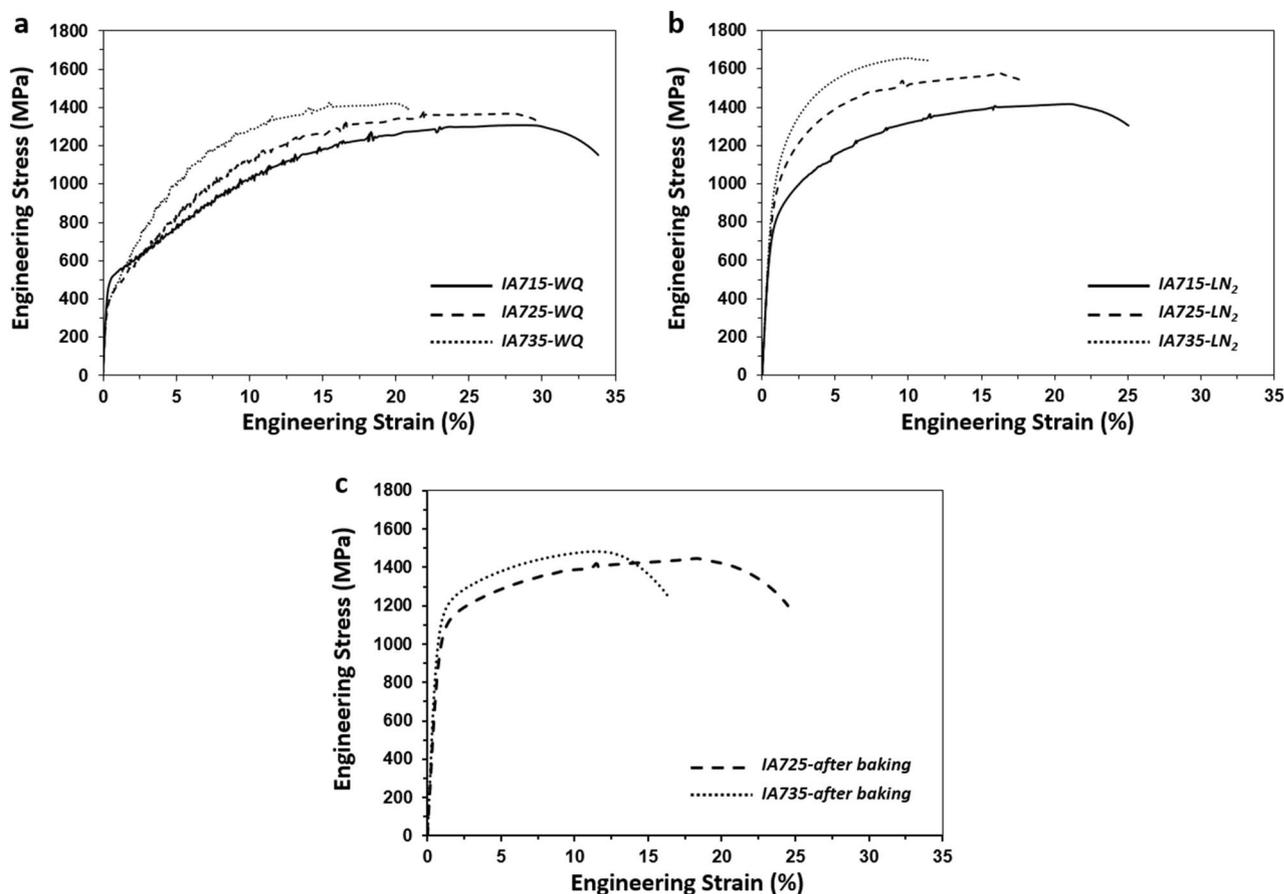 a
Engineering Stress (MPa)
1800
1600
1400
1200
1000
800
600
400
200
0
0 5 10 15 20 25 30 35
Engineering Strain (%)
IA715-WQ
IA725-WQ
IA735-WQ
b
Engineering Stress (MPa)
1800
1600
1400
1200
1000
800
600
400
200
0
0 5 10 15 20 25 30 35
Engineering Strain (%)
IA715-LN₂
IA725-LN₂
IA735-LN₂
c
Engineering Stress (MPa)
1800
1600
1400
1200
1000
800
600
400
200
0
0 5 10 15 20 25 30 35
Engineering Strain (%)
IA725-after baking
IA735-after baking